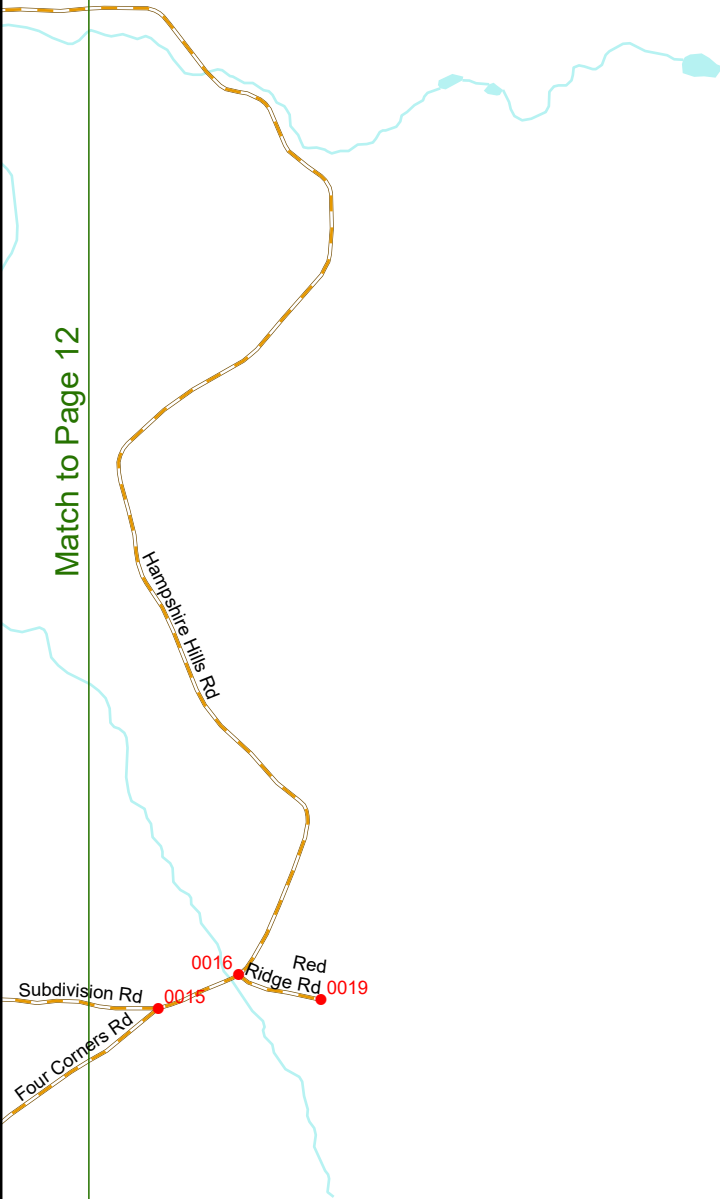 Match to Page 12
Hampshire Hills Rd
0016
Red
Ridge Rd
0019
Subdivision Rd
0015
Four Corners Rd